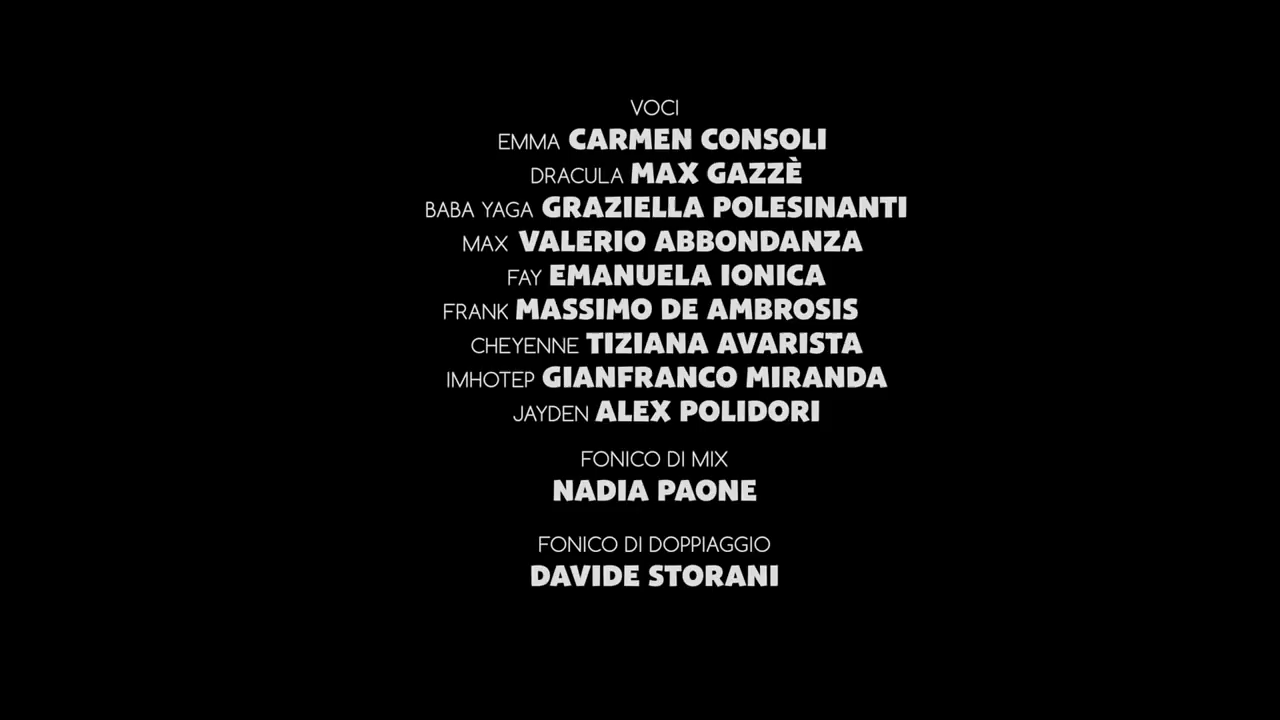 VOCI
EMMA CARMEN CONSOLI
DRACULA MAX GAZZÈ
BABA YAGA GRAZIELLA POLESINANTI
MAX VALERIO ABBONDANZA
FAY EMANUELA IONICA
FRANK MASSIMO DE AMBROSIS
CHEYENNE TIZIANA AVARISTA
IMHOTEP GIANFRANCO MIRANDA
JAYDEN ALEX POLIDORI
FONICO DI MIX
NADIA PAONE
FONICO DI DOPPIAGGIO
DAVIDE STORANI